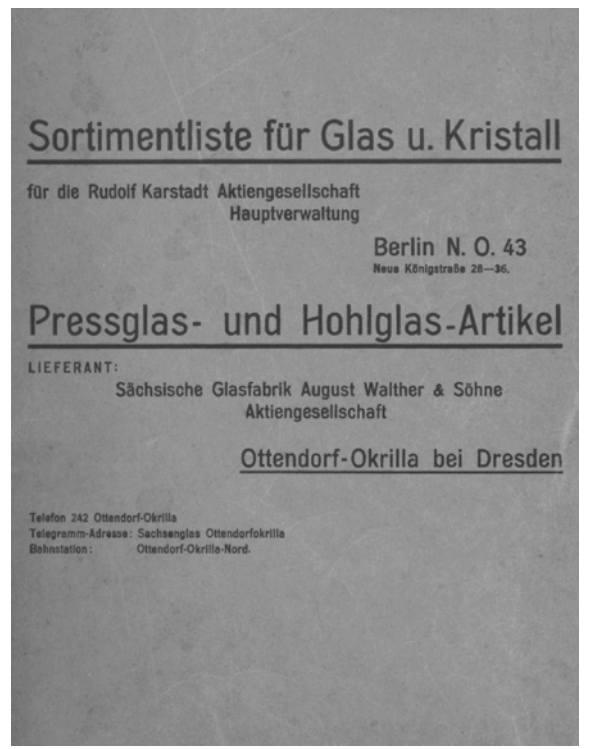 Sortimentliste für Glas u. Kristall
für die Rudolf Karstadt Aktiengesellschaft
Hauptverwaltung
Berlin N. O. 43
Neue Königstraße 28—36.
Pressglas- und Hohlglas-Artikel
LIEFERANT:
Sächsische Glasfabrik August Walther & Söhne
Aktiengesellschaft
Ottendorf-Okrilla bei Dresden
Telefon 242 Ottendorf-Okrilla
Telegramm-Adresse: Sachsenglas Ottendorfokrilla
Bahnstation: Ottendorf-Okrilla-Nord.